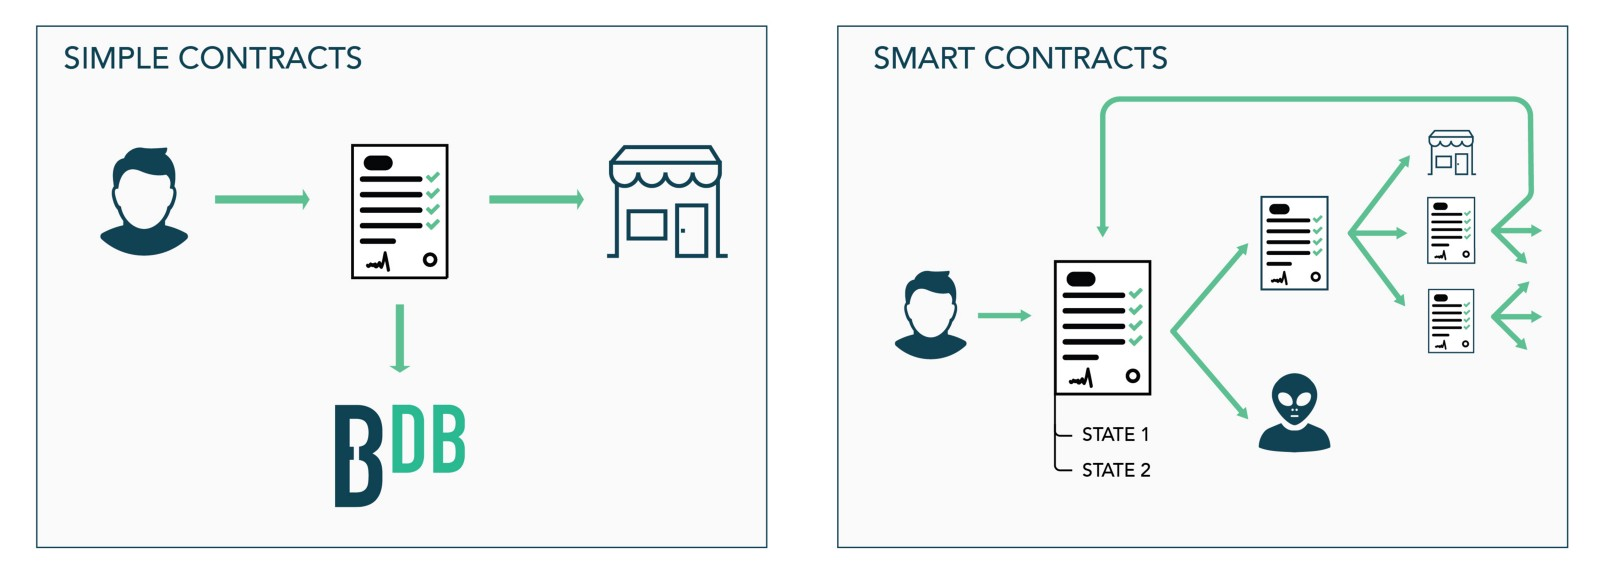 SIMPLE CONTRACTS
BDB
SMART CONTRACTS
STATE 1
STATE 2